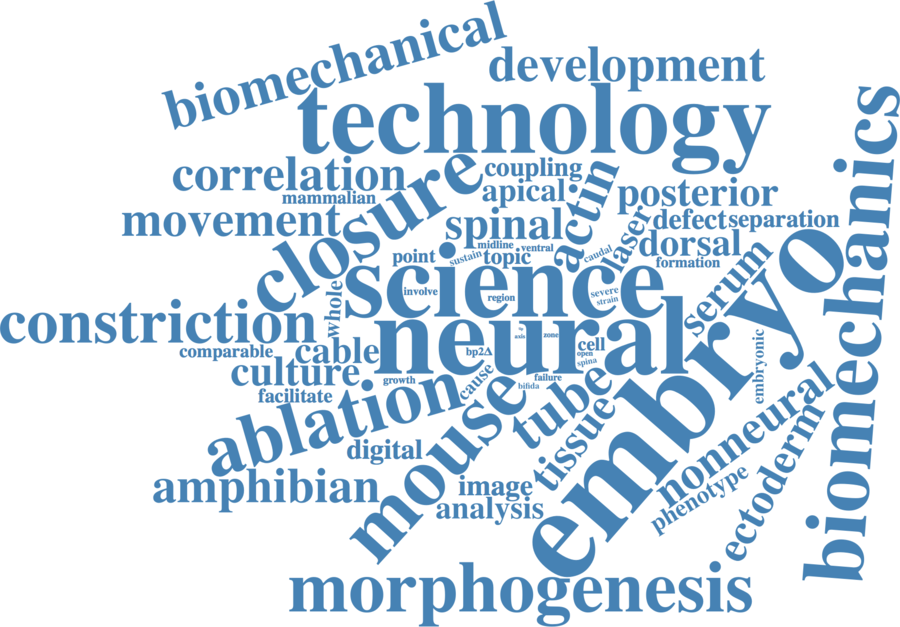 biomechanical
development
technology
correlation
closure
coupling
actin
mammalian
apical
posterior
movement
spinal
laser
defect
separation
midline
ventral
dorsal
point
sustain
topic
caudal
formation
science
serum
embryo
biomechanics
whole
involve
region
severe
strain
constriction
neural
axis
zone
cell
embryonic
comparable
cable
bp2Δ
open
spina
culture
growth
cause
failure
bifida
facilitate
ablation
mouse
tube
tissue
nonneural
digital
amphibian
image
phenotype
ectoderm
analysis
morphogenesis